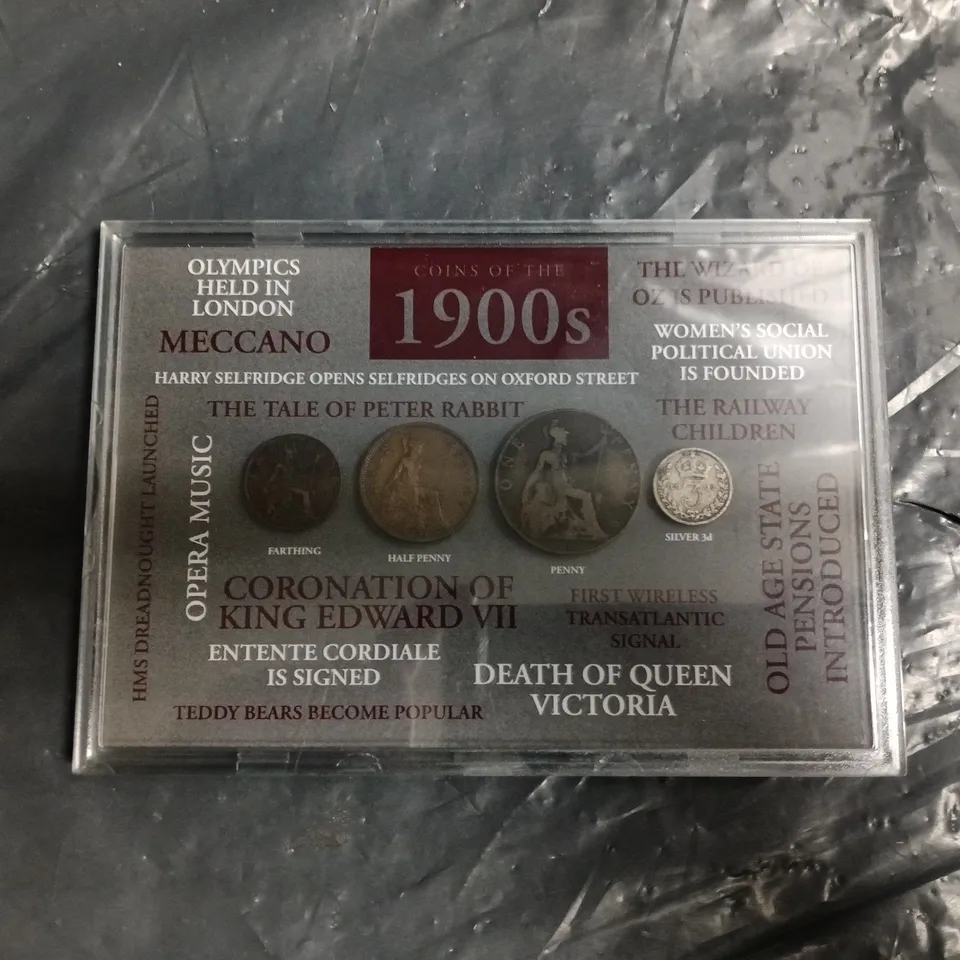 OLYMPICS
HELD IN
LONDON
COINS OF THE
1900s
THE WIZARD OF
OZ IS PUBLISHED
MECCANO
WOMEN'S SOCIAL
POLITICAL UNION
IS FOUNDED
HARRY SELFRIDGE OPENS SELFRIDGES ON OXFORD STREET
THE TALE OF PETER RABBIT
THE RAILWAY
CHILDREN
HMS DREADNOUGHT LAUNCHED
OPERA MUSIC
ONE
3
FARTHING
HALF PENNY
PENNY
SILVER 3d
OLD AGE STATE
PENSIONS
INTRODUCED
CORONATION OF
KING EDWARD VII
FIRST WIRELESS
TRANSATLANTIC
SIGNAL
ENTENTE CORDIALE
IS SIGNED
DEATH OF QUEEN
VICTORIA
TEDDY BEARS BECOME POPULAR